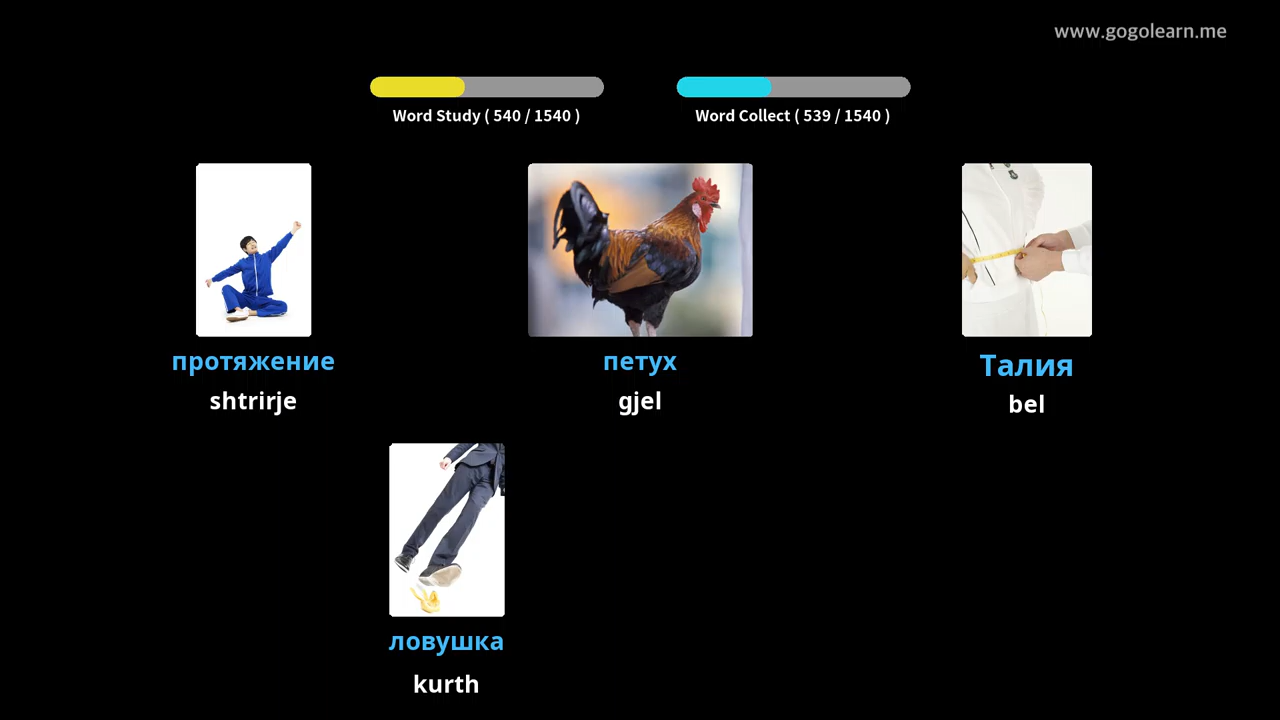 www.gogolearn.me
Word Study ( 540 / 1540 )
Word Collect ( 539 / 1540 )
протяжение
shtrirje
петух
gjel
Талия
bel
ловушка
kurth